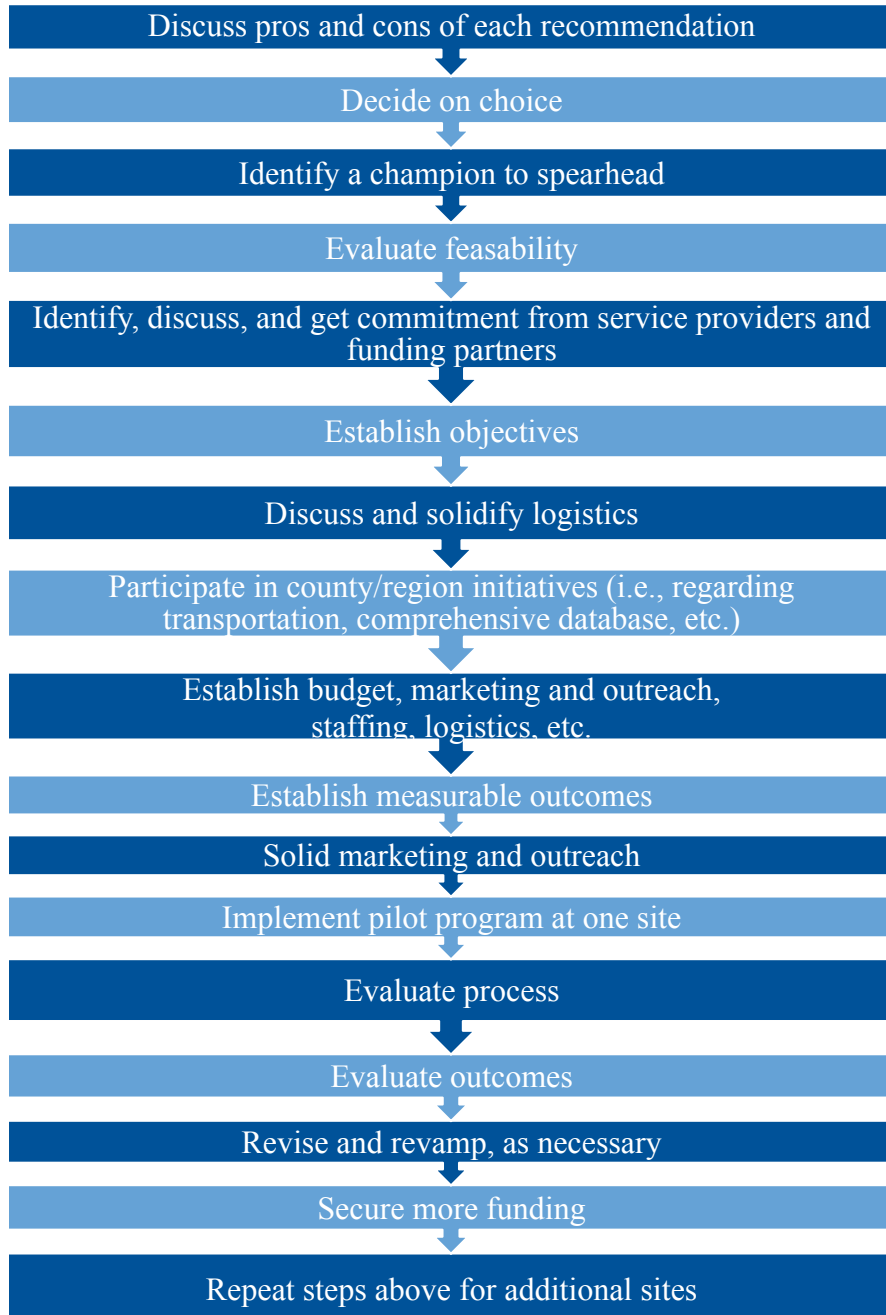 Discuss pros and cons of each recommendation
Decide on choice
Identify a champion to spearhead
Evaluate feasability
Identify, discuss, and get commitment from service providers and
funding partners
Establish objectives
Discuss and solidify logistics
Participate in county/region initiatives (i.e., regarding
transportation, comprehensive database, etc.)
Establish budget, marketing and outreach,
staffing, logistics, etc.
Establish measurable outcomes
Solid marketing and outreach
Implement pilot program at one site
Evaluate process
Evaluate outcomes
Revise and revamp, as necessary
Secure more funding
Repeat steps above for additional sites